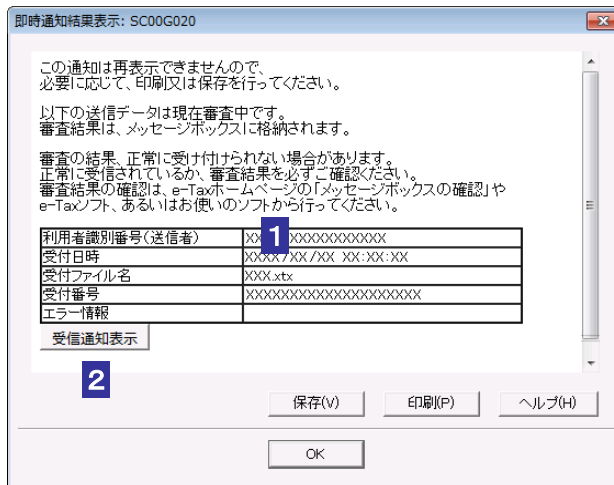 即時通知結果表示: SC00G020
この通知は再表示できませんので、
必要に応じて、印刷又は保存を行ってください。
以下の送信データは現在審査中です。
審査結果は、メッセージボックスに格納されます。
審査の結果、正常に受け付けられない場合があります。
正常に受信されているか、審査結果を必ずご確認ください。
審査結果の確認は、e-Taxホームページの「メッセージボックスの確認」や
e-Taxソフト、あるいはお使いのソフトから行ってください。
利用者識別番号(送信者) XX 1 XXXXXXXXXXXX
受付日時 XXXX/XX/XX XX:XX:XX
受付ファイル名 XXX.xtx
受付番号 XXXXXXXXXXXXXXXXXXXX
エラー情報
受信通知表示
2
保存(V) 印刷(P) ヘルプ(H)
OK